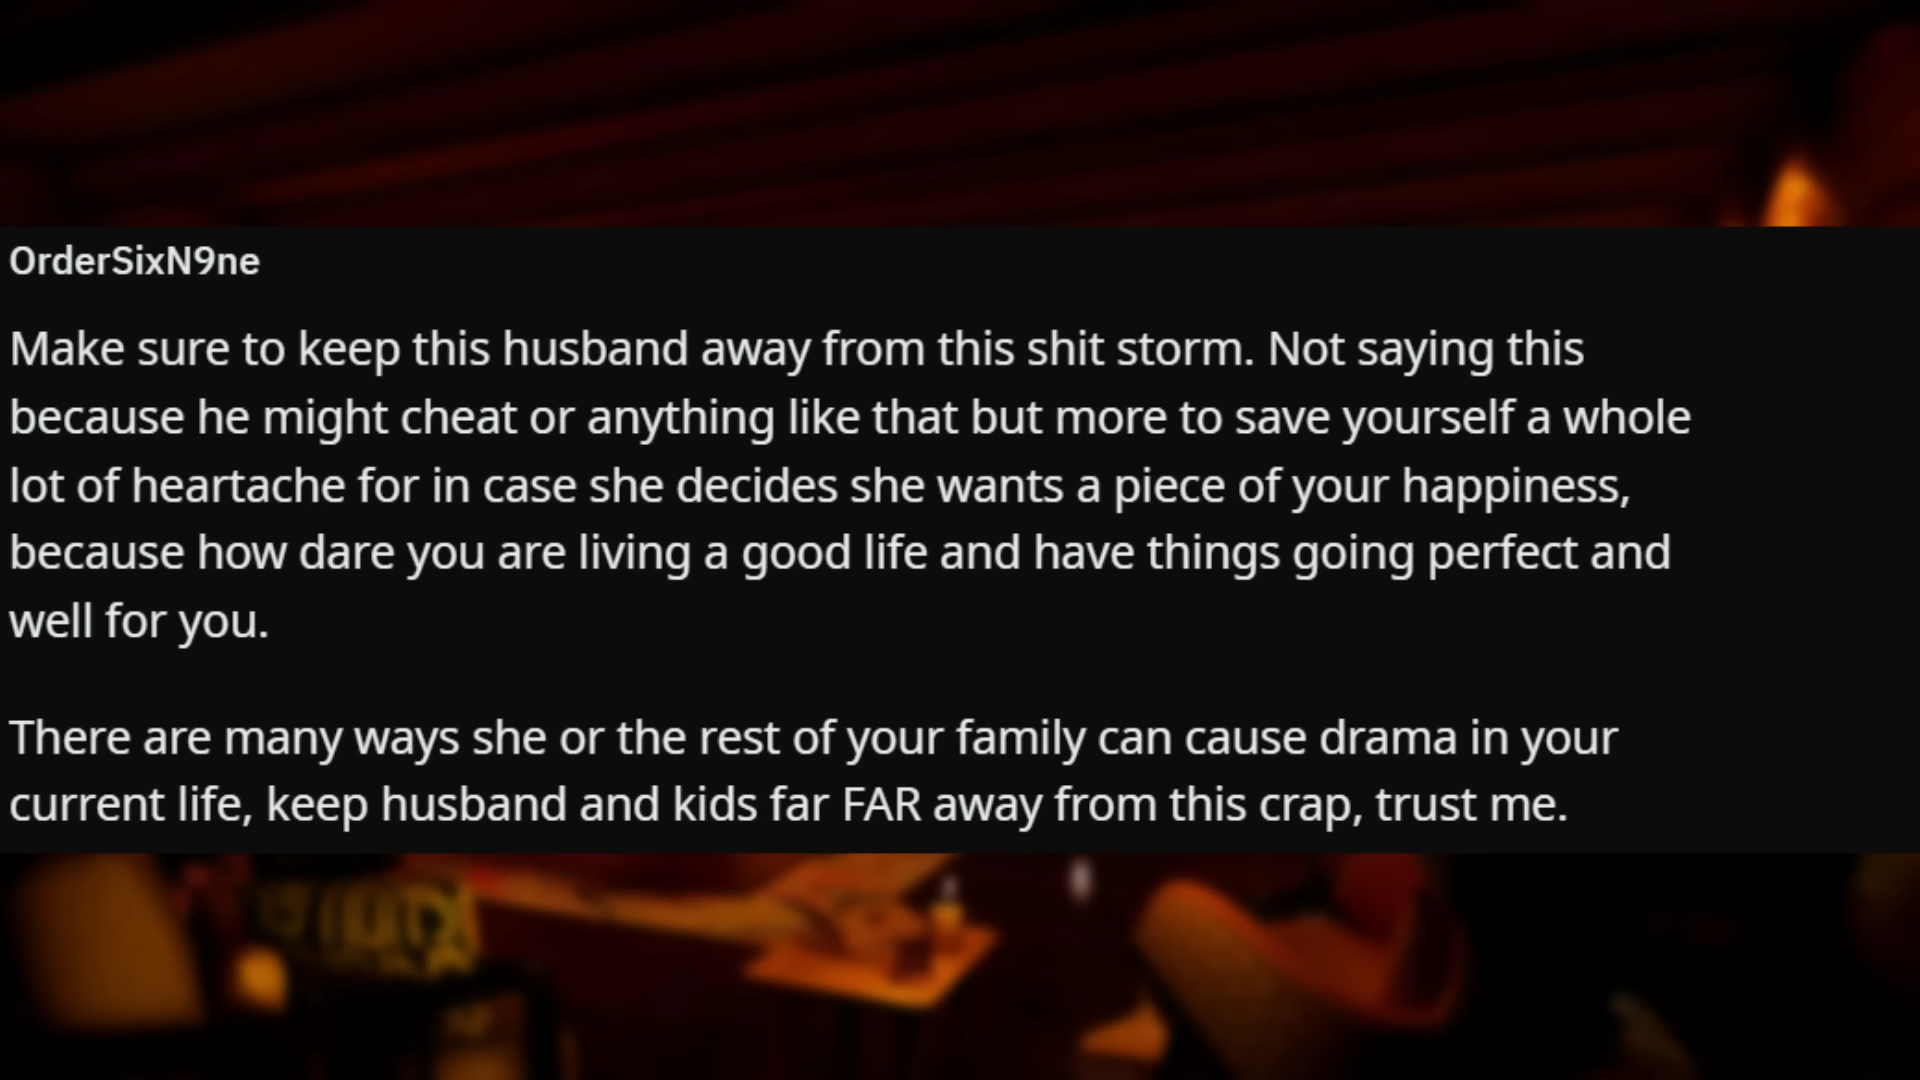 OrderSixN9ne
Make sure to keep this husband away from this shit storm. Not saying this
because he might cheat or anything like that but more to save yourself a whole
lot of heartache for in case she decides she wants a piece of your happiness,
because how dare you are living a good life and have things going perfect and
well for you.
There are many ways she or the rest of your family can cause drama in your
current life, keep husband and kids far FAR away from this crap, trust me.